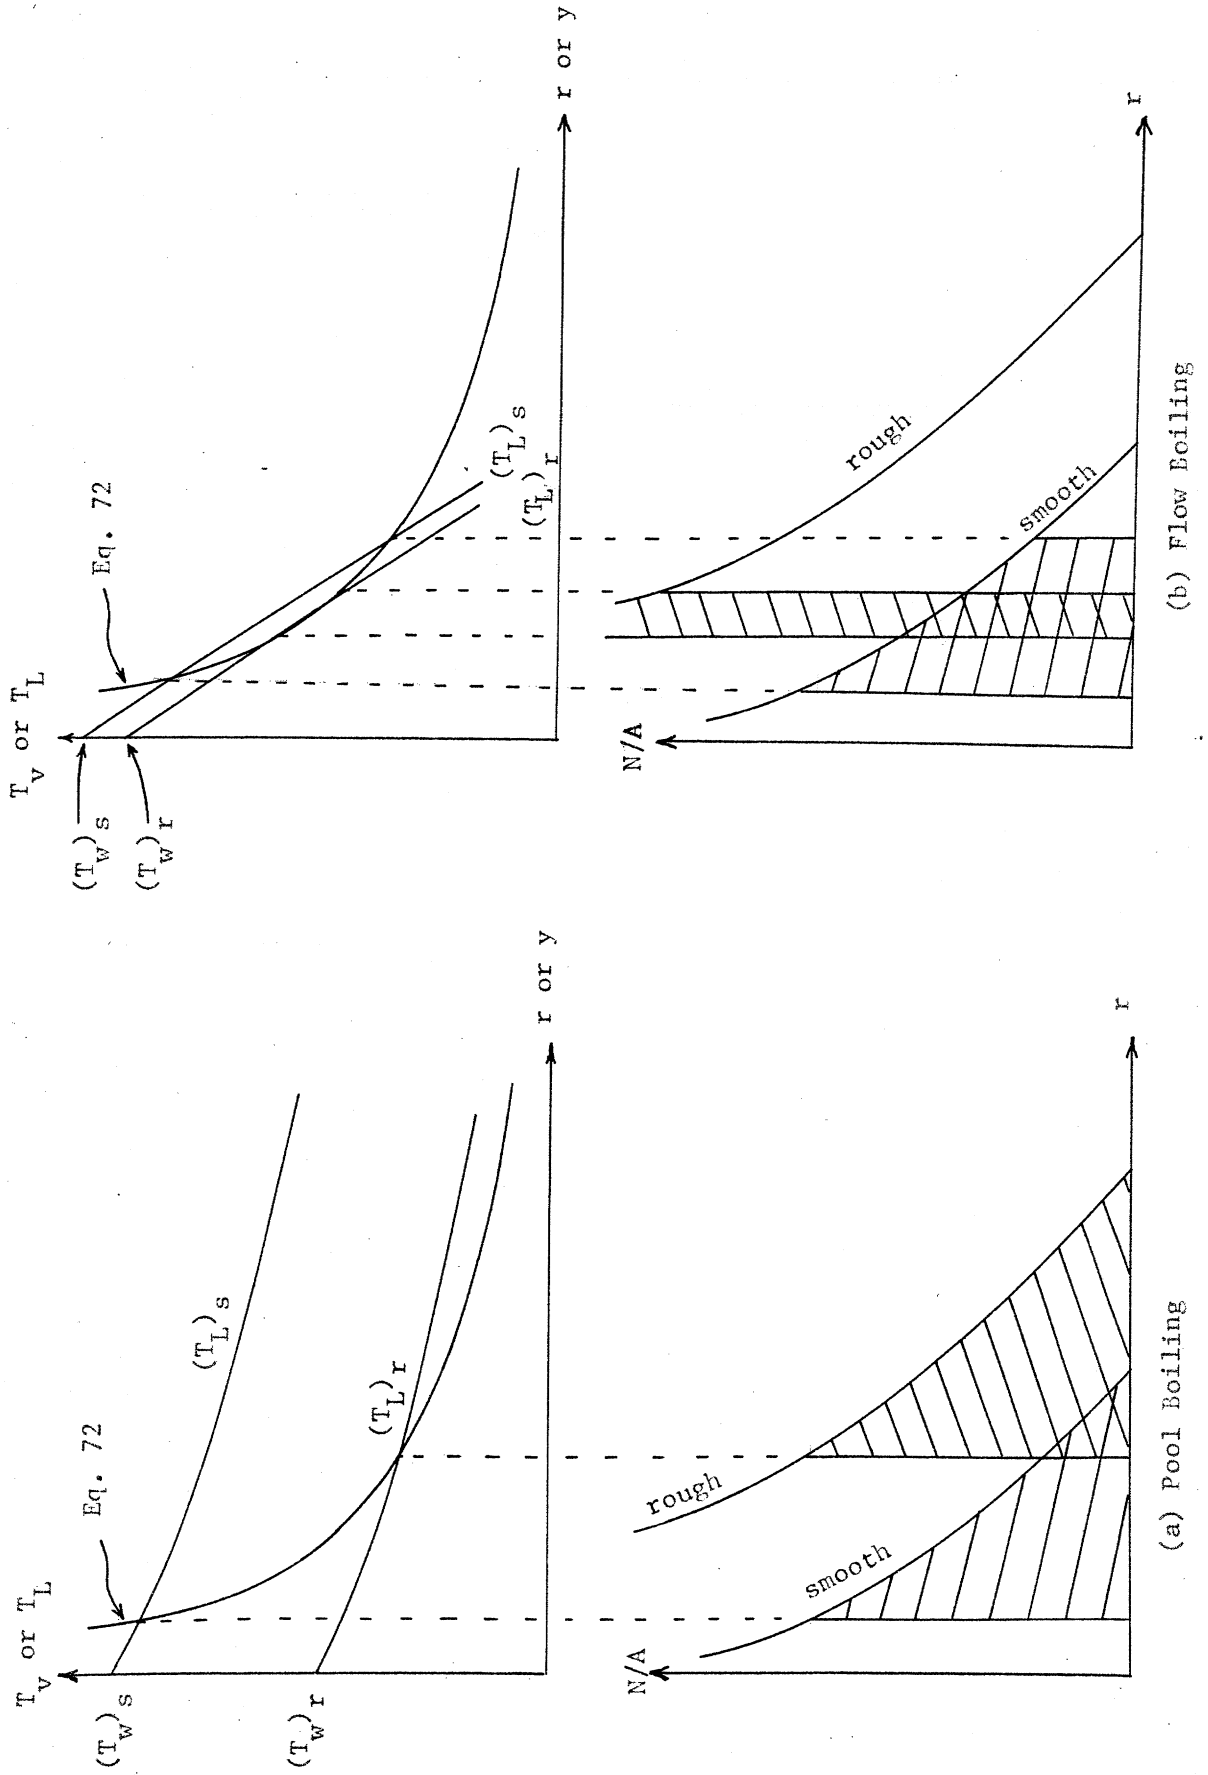 T_v or T_L
Eq. 72
(T_w)_s
(T_L)_s
(T_w)_r
(T_L)_r
r or y
N/A
rough
smooth
r
(a) Pool Boiling
T_v or T_L
Eq. 72
(T_w)_s
(T_w)_r
(T_L)_s
(T_L)_r
r or y
N/A
rough
smooth
r
(b) Flow Boiling